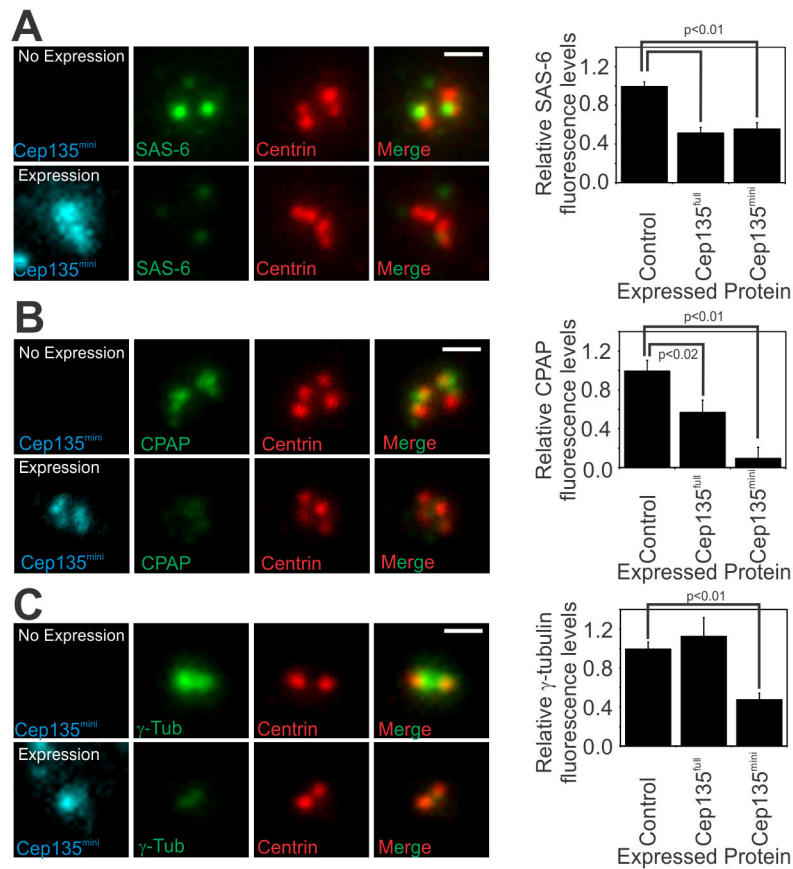 A
No Expression
Cep135mini
SAS-6
Centrin
Merge
Expression
Cep135mini
SAS-6
Centrin
Merge
Relative SAS-6
fluorescence levels
p<0.01
1.2
0.8
0.4
0.0
Control
Cep135full
Cep135mini
Expressed Protein
B
No Expression
Cep135mini
CPAP
Centrin
Merge
Expression
Cep135mini
CPAP
Centrin
Merge
Relative CPAP
fluorescence levels
p<0.01
p<0.02
1.2
0.8
0.4
0.0
Control
Cep135full
Cep135mini
Expressed Protein
C
No Expression
Cep135mini
γ-Tub
Centrin
Merge
Expression
Cep135mini
γ-Tub
Centrin
Merge
Relative γ-tubulin
fluorescence levels
p<0.01
1.2
0.8
0.4
0.0
Control
Cep135full
Cep135mini
Expressed Protein